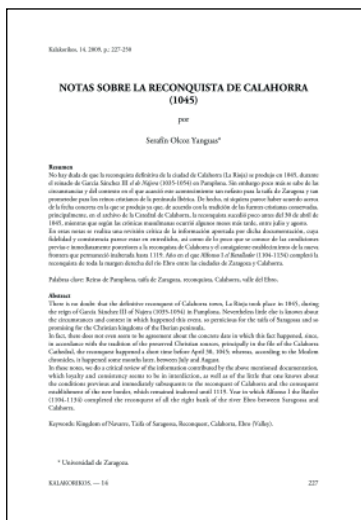 Kalakorikos, 14. 2009, p.: 227-250
NOTAS SOBRE LA RECONQUISTA DE CALAHORRA
(1045)
por
Serafín Olcoz Yanguas*
Resumen
No hay duda de que la reconquista definitiva de la ciudad de Calahorra (La Rioja) se produjo en 1045, durante
el reinado de García Sánchez III el de Nájera (1035-1054) en Pamplona. Sin embargo poco más se sabe de las
circunstancias y del contexto en el que acaeció este acontecimiento tan nefasto para la taifa de Zaragoza y tan
prometedor para los reinos cristianos de la península Ibérica. De hecho, ni siquiera parece haber acuerdo acerca
de la fecha concreta en la que se produjo ya que, de acuerdo con la tradición de las fuentes cristianas conservadas,
principalmente, en el archivo de la Catedral de Calahorra, la reconquista sucedió poco antes del 30 de abril de
1045, mientras que según las crónicas musulmanas ocurrió algunos meses más tarde, entre julio y agosto.
En estas notas se realiza una revisión crítica de la información aportada por dicha documentación, cuya
fidelidad y consistencia parece estar en entredicho, así como de lo poco que se conoce de las condiciones
previas e inmediatamente posteriores a la reconquista de Calahorra y el consiguiente establecimiento de la nueva
frontera que permaneció inalterada hasta 1119. Año en el que Alfonso I el Batallador (1104-1134) completó la
reconquista de toda la margen derecha del río Ebro entre las ciudades de Zaragoza y Calahorra.
Palabras clave: Reino de Pamplona, taifa de Zaragoza, reconquista, Calahorra, valle del Ebro.
Abstract
There is no doubt that the definitive reconquest of Calahorra town, La Rioja took place in 1045, during
the reign of García Sánchez III of Nájera (1035-1054) in Pamplona. Nevertheless little else is known about
the circumstances and context in which happened this event, so pernicious for the taifa of Saragossa and so
promising for the Christian kingdoms of the Iberian peninsula.
In fact, there does not even seem to be agreement about the concrete date in which this fact happened, since,
in accordance with the tradition of the preserved Christian sources, principally in the file of the Calahorra
Cathedral, the reconquest happened a short time before April 30, 1045; whereas, according to the Moslem
chronicles, it happened some months later, between July and August.
In these notes, we do a critical review of the information contributed by the above mentioned documentation,
which loyalty and consistency seems to be in interdiction, as well as of the little that one knows about
the conditions previous and immediately subsequents to the reconquest of Calahorra and the consequent
establishment of the new border, which remained unaltered until 1119. Year in which Alfonso I the Battler
(1104-1134) completed the reconquest of all the right bank of the river Ebro between Saragossa and
Calahorra.
Keywords: Kingdom of Navarre, Taifa of Saragossa, Reconquest, Calahorra, Ebro (Valley).
* Universidad de Zaragoza.
KALAKORIKOS. — 14
227